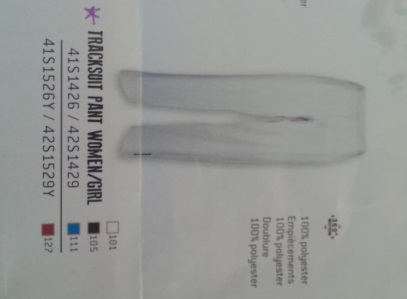 TRACKSUIT PANT WOMEN/GIRL
41S1426 / 42S1429
41S1526Y / 42S1529Y
101
105
111
127
100% polyester
Empiècements
100% polyester
Doublure
100% polyester